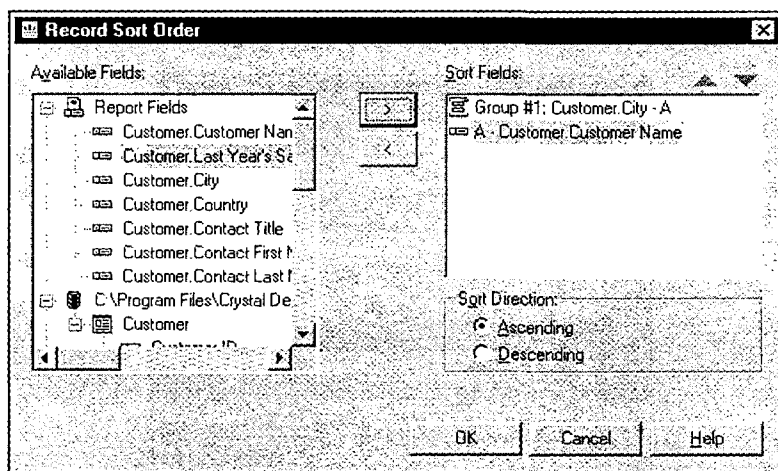 Record Sort Order
Available Fields:
Report Fields
Customer.Customer Nan
Customer.Last Year's Sa
Customer.City
Customer.Country
Customer.Contact Title
Customer.Contact First N
Customer.Contact Last N
C:\Program Files\Crystal De
Customer
Customer ID
>
<
Sort Fields:
Group #1: Customer.City - A
A - Customer.Customer Name
Sort Direction:
Ascending
Descending
OK
Cancel
Help